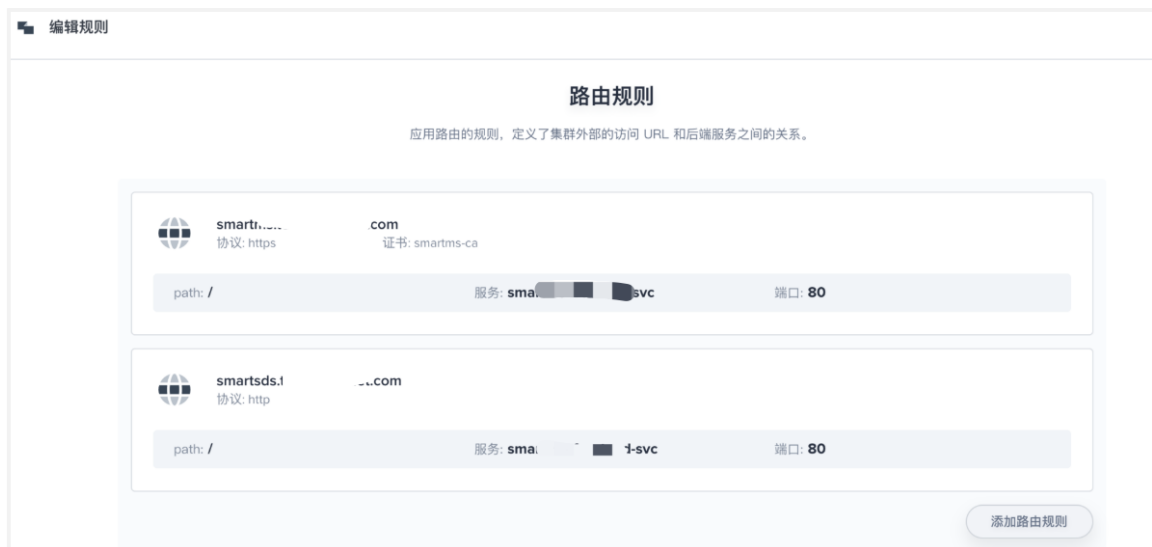 编辑规则
路由规则
应用路由的规则，定义了集群外部的访问 URL 和后端服务之间的关系。
.com
协议: https 证书: smartms-ca
path: / 服务: 端口: 80
smartsds. .com
协议: http
path: / 服务: -svc 端口: 80
添加路由规则